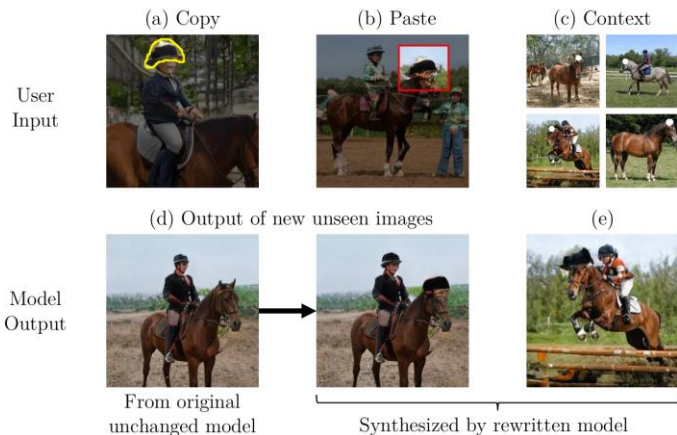 (a) Copy
(b) Paste
(c) Context
User
Input
(d) Output of new unseen images
(e)
Model
Output
From original
unchanged model
Synthesized by rewritten model